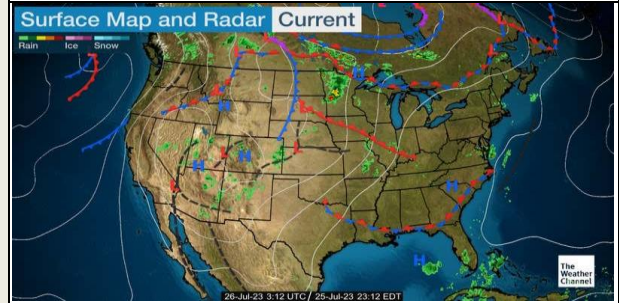 Surface Map and Radar Current
Rain Ice Snow
H
H
L
H
H
L
L
L
H
H
The
Weather
Channel
26-Jul-23 3:12 UTC / 25-Jul-23 23:12 EDT